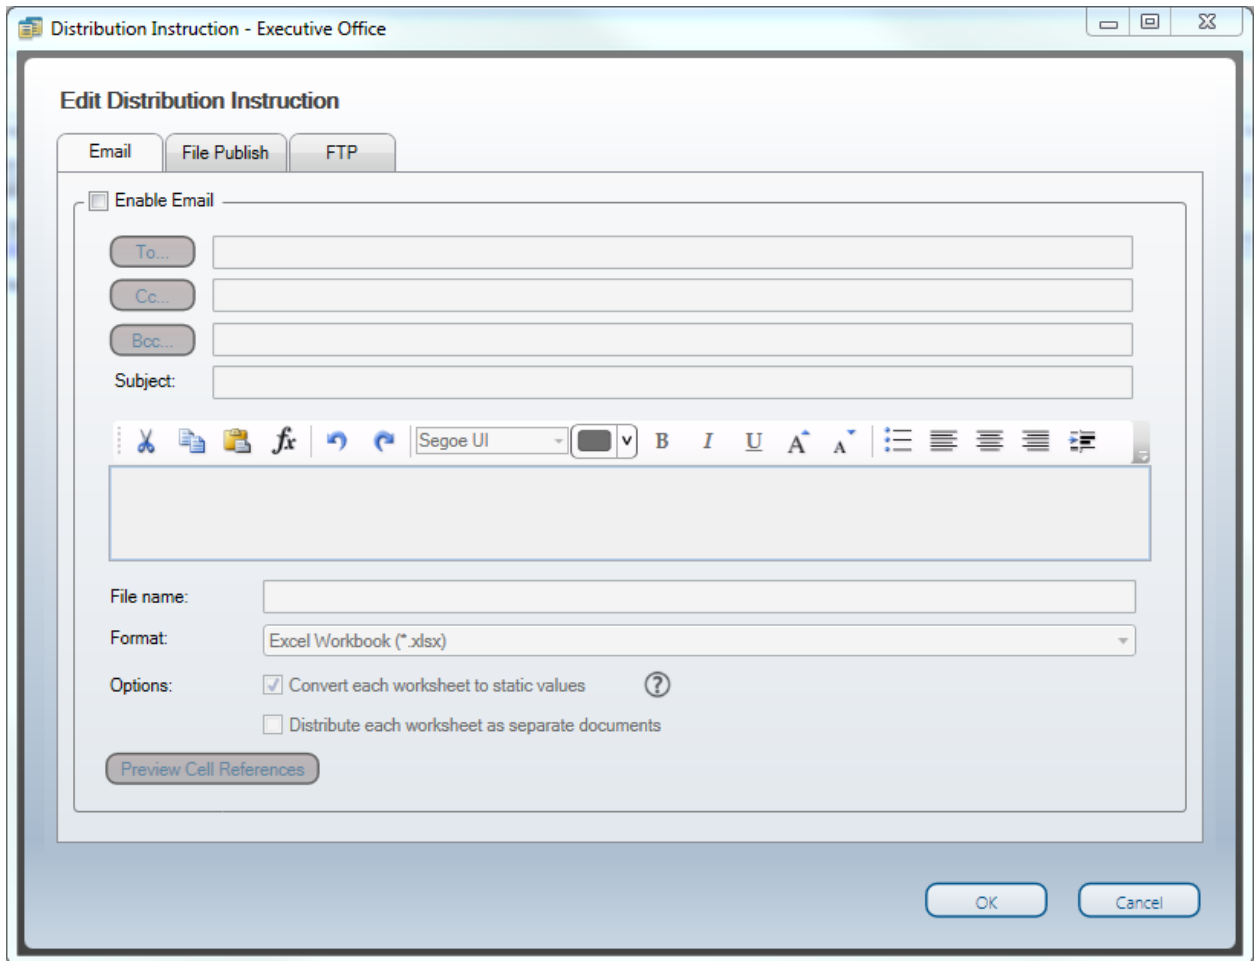 Distribution Instruction - Executive Office
Edit Distribution Instruction
Email File Publish FTP
Enable Email
To...
Cc...
Bcc...
Subject:
fx Segoe UI B I U A A
File name:
Format: Excel Workbook (*.xlsx)
Options: Convert each worksheet to static values ?
Distribute each worksheet as separate documents
Preview Cell References
OK Cancel